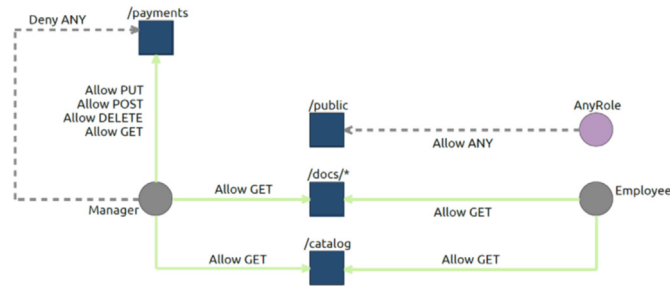 Deny ANY
/payments
Allow PUT
Allow POST
Allow DELETE
Allow GET
/public
AnyRole
Allow ANY
/docs/*
Allow GET
Allow GET
Manager
Employee
/catalog
Allow GET
Allow GET